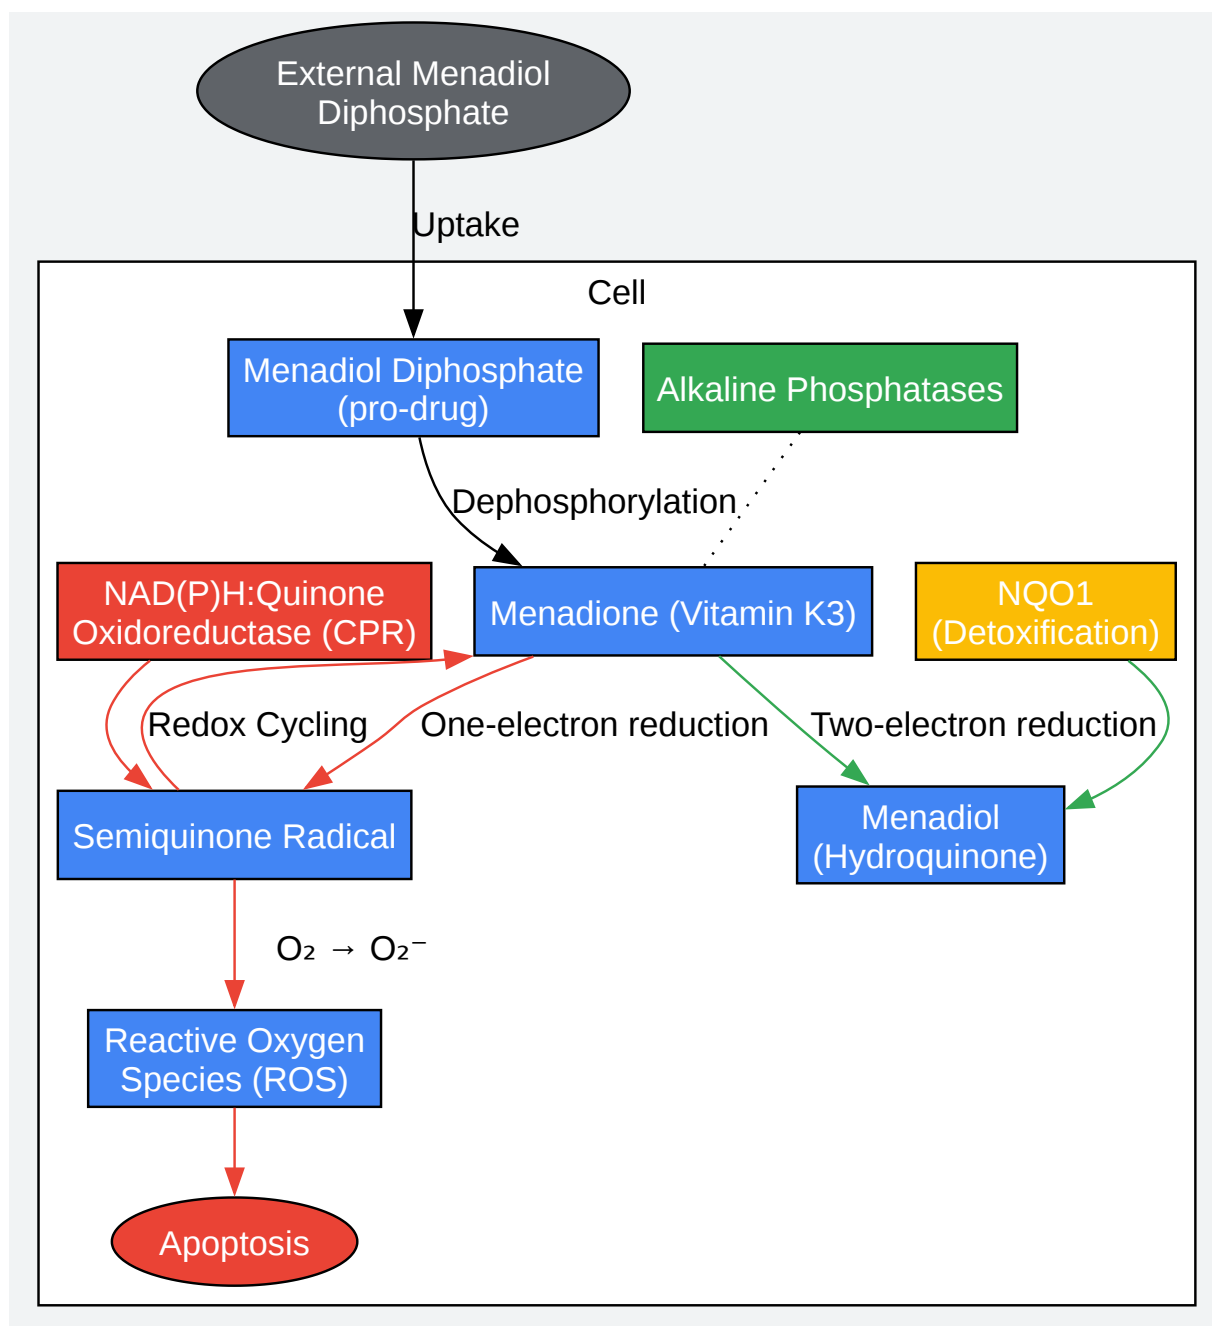 External Menadiol
Diphosphate
Uptake
Cell
Menadiol Diphosphate
(pro-drug)
Alkaline Phosphatases
Dephosphorylation
NAD(P)H:Quinone
Oxidoreductase (CPR)
Menadione (Vitamin K3)
NQO1
(Detoxification)
Redox Cycling
One-electron reduction
Two-electron reduction
Semiquinone Radical
Menadiol
(Hydroquinone)
O₂ → O₂⁻
Reactive Oxygen
Species (ROS)
Apoptosis